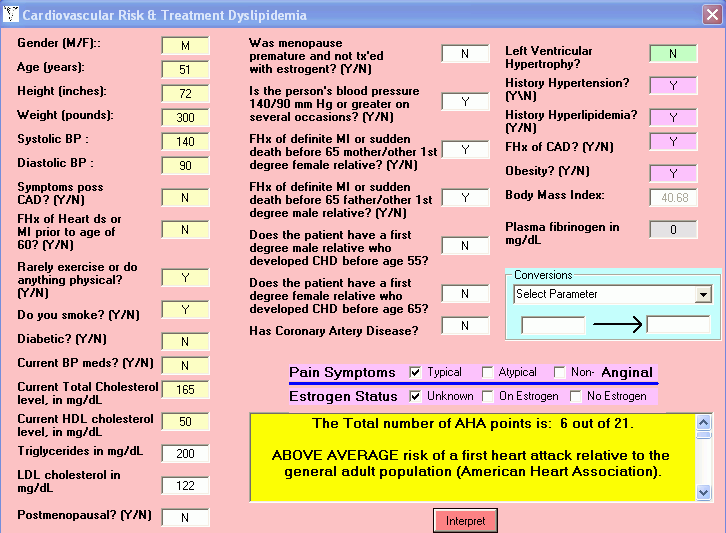 Cardiovascular Risk & Treatment Dyslipidemia
Gender (M/F)::
M
Age (years):
51
Height (inches):
72
Weight (pounds):
300
Systolic BP :
140
Diastolic BP :
90
Symptoms poss
CAD? (Y/N)
N
FHx of Heart ds or
MI prior to age of
60? (Y/N)
N
Rarely exercise or do
anything physical?
(Y/N)
Y
Do you smoke? (Y/N)
Y
Diabetic? (Y/N)
N
Current BP meds? (Y/N)
N
Current Total Cholesterol
level, in mg/dL
165
Current HDL cholesterol
level, in mg/dL
50
Triglycerides in mg/dL
200
LDL cholesterol in
mg/dL
122
Postmenopausal? (Y/N)
N
Was menopause
premature and not tx'ed
with estrogent? (Y/N)
N
Is the person's blood pressure
140/90 mm Hg or greater on
several occasions? (Y/N)
Y
FHx of definite MI or sudden
death before 65 mother/other 1st
degree female relative? (Y/N)
Y
FHx of definite MI or sudden
death before 65 father/other 1st
degree male relative? (Y/N)
Y
Does the patient have a first
degree male relative who
developed CHD before age 55?
N
Does the patient have a first
degree female relative who
developed CHD before age 65?
N
Has Coronary Artery Disease?
N
Left Ventricular
Hypertrophy?
N
History Hypertension?
(Y\N)
Y
History Hyperlipidemia?
(Y/N)
Y
FHx of CAD? (Y/N)
Y
Obesity? (Y/N)
Y
Body Mass Index:
40.68
Plasma fibrinogen in
mg/dL
0
Conversions
Select Parameter
Pain Symptoms Typical Atypical Non- Anginal
Estrogen Status Unknown On Estrogen No Estrogen
The Total number of AHA points is: 6 out of 21.
ABOVE AVERAGE risk of a first heart attack relative to the
general adult population (American Heart Association).
Interpret